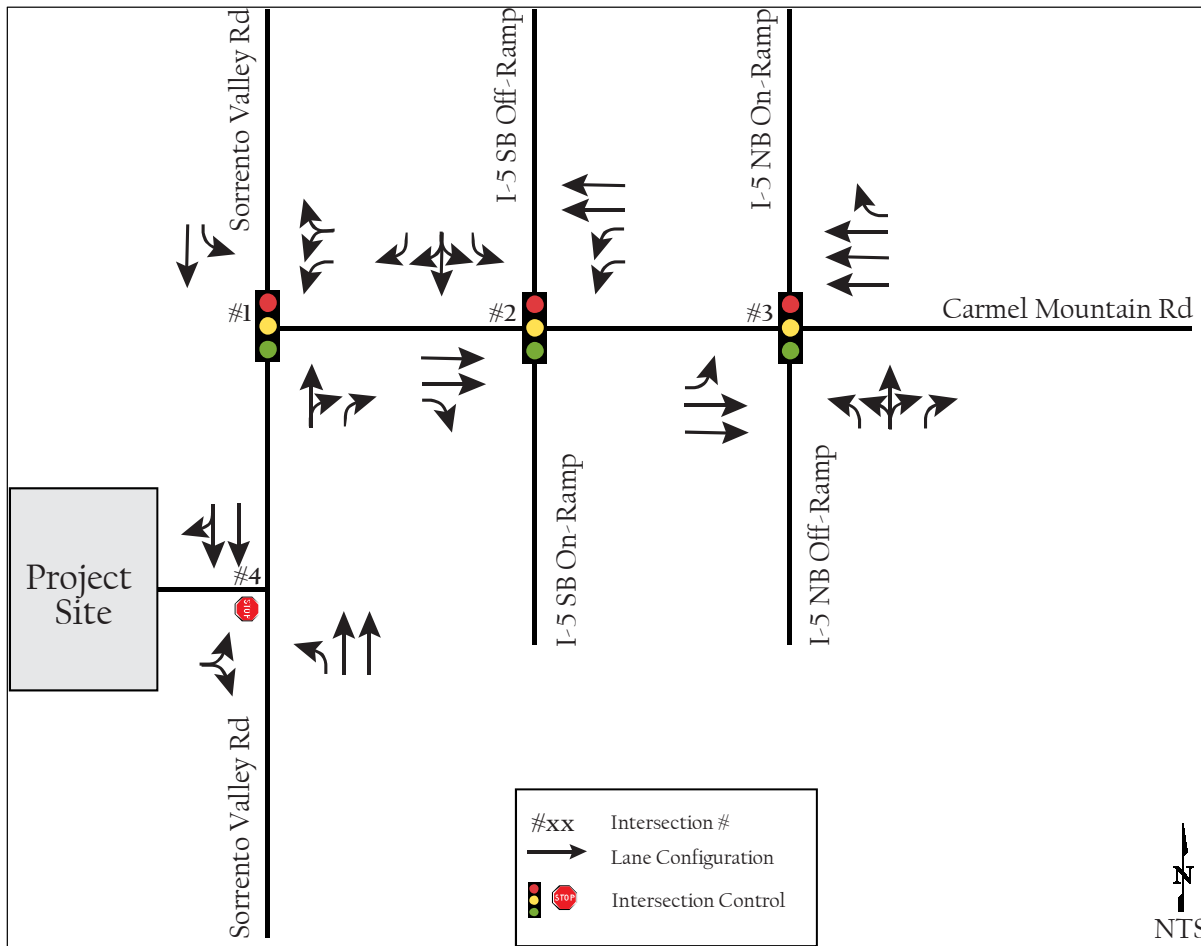 Sorrento Valley Rd
I-5 SB Off-Ramp
I-5 NB On-Ramp
#1
#2
#3
Carmel Mountain Rd
I-5 SB On-Ramp
I-5 NB Off-Ramp
Project
Site
#4
STOP
Sorrento Valley Rd
#xx
Intersection #
Lane Configuration
STOP
Intersection Control
N
NTS